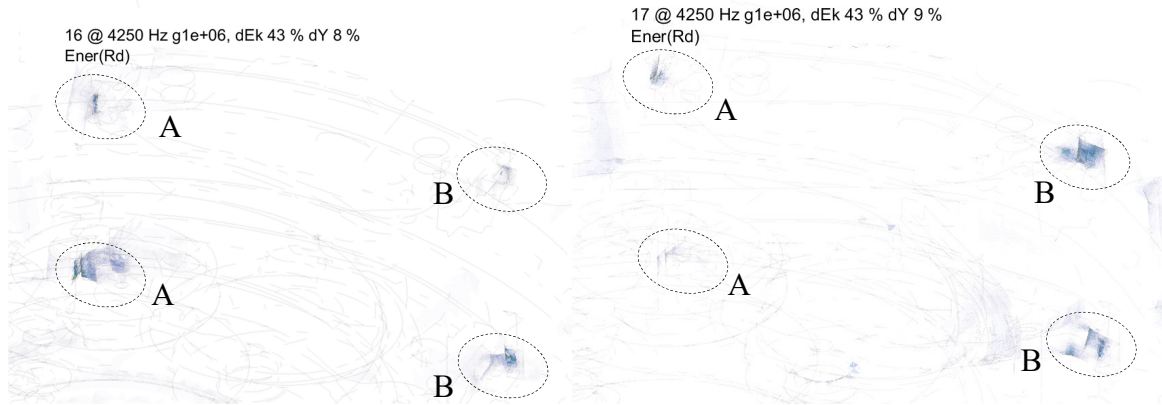 16 @ 4250 Hz g1e+06, dEk 43 % dY 8 %
Ener(Rd)
A
B
A
B
17 @ 4250 Hz g1e+06, dEk 43 % dY 9 %
Ener(Rd)
A
B
A
B